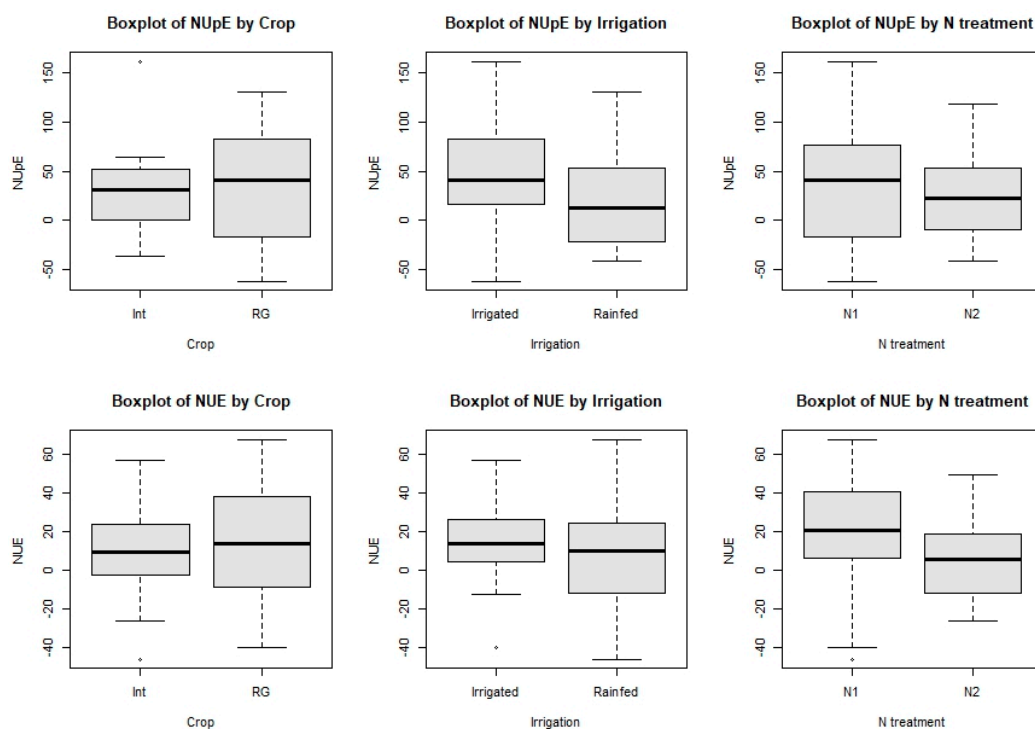 Boxplot of NUpE by Crop
NUpE
150
100
50
0
-50
Int RG
Crop
Boxplot of NUpE by Irrigation
NUpE
150
100
50
0
-50
Irrigated Rainfed
Irrigation
Boxplot of NUpE by N treatment
NUpE
150
100
50
0
-50
N1 N2
N treatment
Boxplot of NUE by Crop
NUE
60
40
20
0
-20
-40
Int RG
Crop
Boxplot of NUE by Irrigation
NUE
60
40
20
0
-20
-40
Irrigated Rainfed
Irrigation
Boxplot of NUE by N treatment
NUE
60
40
20
0
-20
-40
N1 N2
N treatment